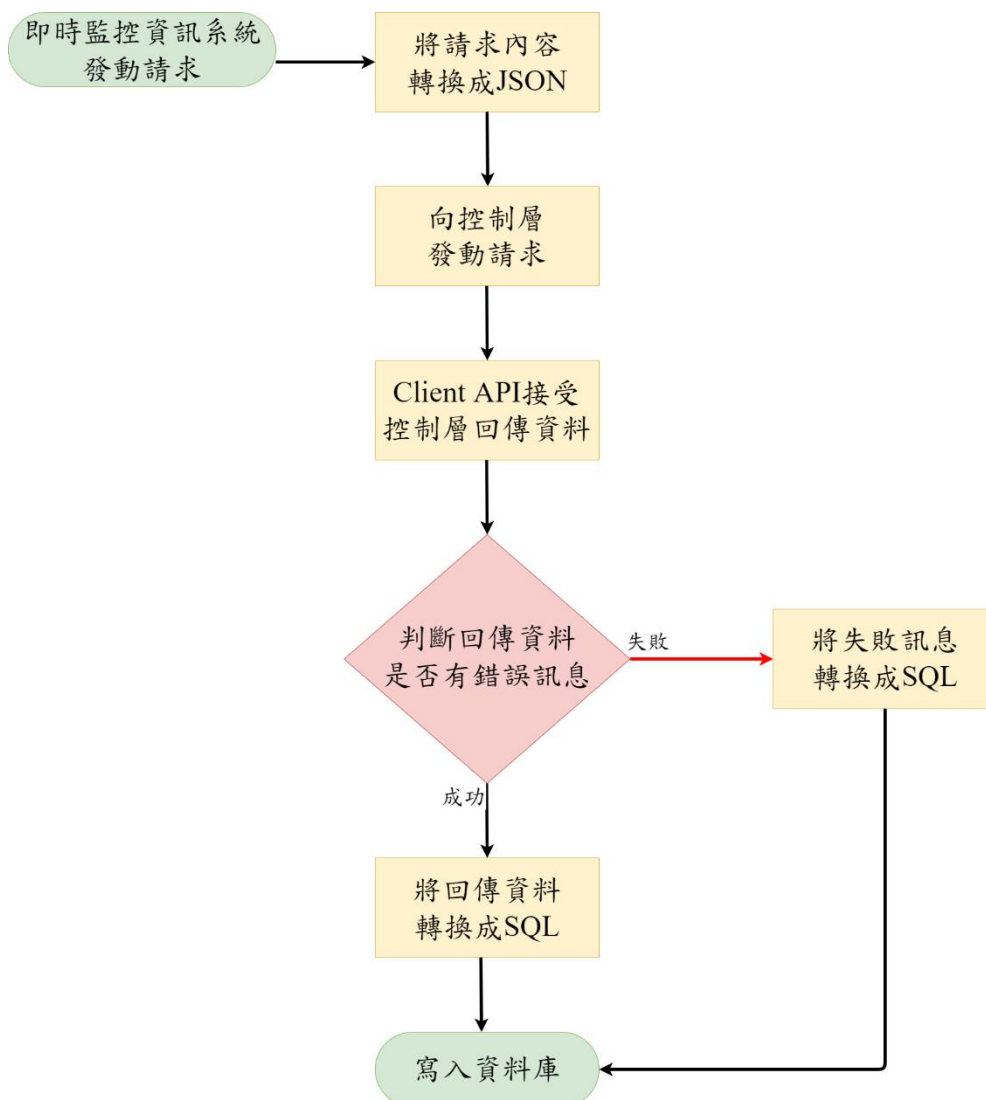 即時監控資訊系統
發動請求
將請求內容
轉換成JSON
向控制層
發動請求
Client API接受
控制層回傳資料
判斷回傳資料
是否有錯誤訊息
失敗
將失敗訊息
轉換成SQL
成功
將回傳資料
轉換成SQL
寫入資料庫